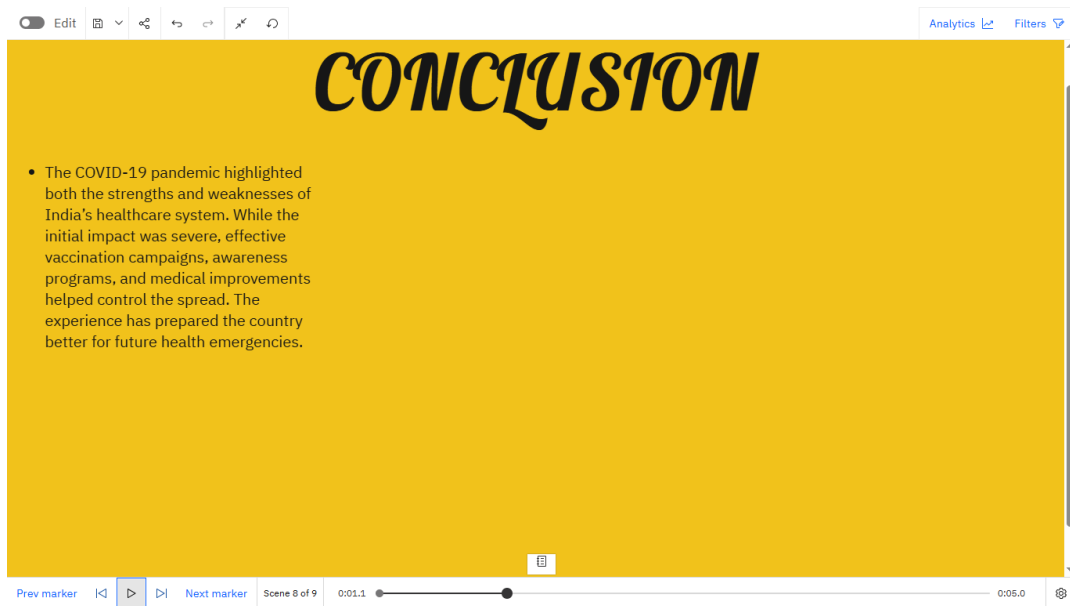 Edit
Analytics
Filters
CONCLUSION
• The COVID-19 pandemic highlighted
both the strengths and weaknesses of
India’s healthcare system. While the
initial impact was severe, effective
vaccination campaigns, awareness
programs, and medical improvements
helped control the spread. The
experience has prepared the country
better for future health emergencies.
Prev marker Next marker Scene 8 of 9 0:01.1 0:05.0